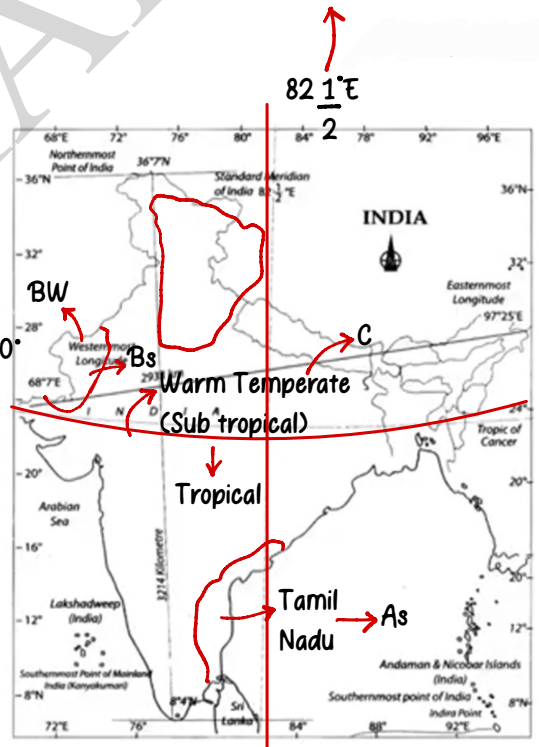 82 1°E
2
68°E 72° 76° 80° 78° 92° 96°E
Northernmost
Point of India
36°7'N
36°N
Standard Meridian
of India 82 1/2 °E
36°N
INDIA
32°
32°
Easternmost
Longitude
97°25'E
BW
28°
28°
0°
Westernmost
Longitude
Bs
C
68°7'E
Warm Temperate
(Sub tropical)
I N D I A
24°
Tropic of
Cancer
20°
20°
Tropical
Arabian
Sea
16°
3214 Kilometre
20°
Lakshadweep
(India)
12°
Tamil
Nadu
As
12°
Andaman & Nicobar Islands
(India)
Southernmost Point of Mainland
India (Kanyakumari)
8°N
8°4'N
Sri
Lanka
Southernmost point of India
Indira Point
8°N
72°E 76° 84° 88° 92°E